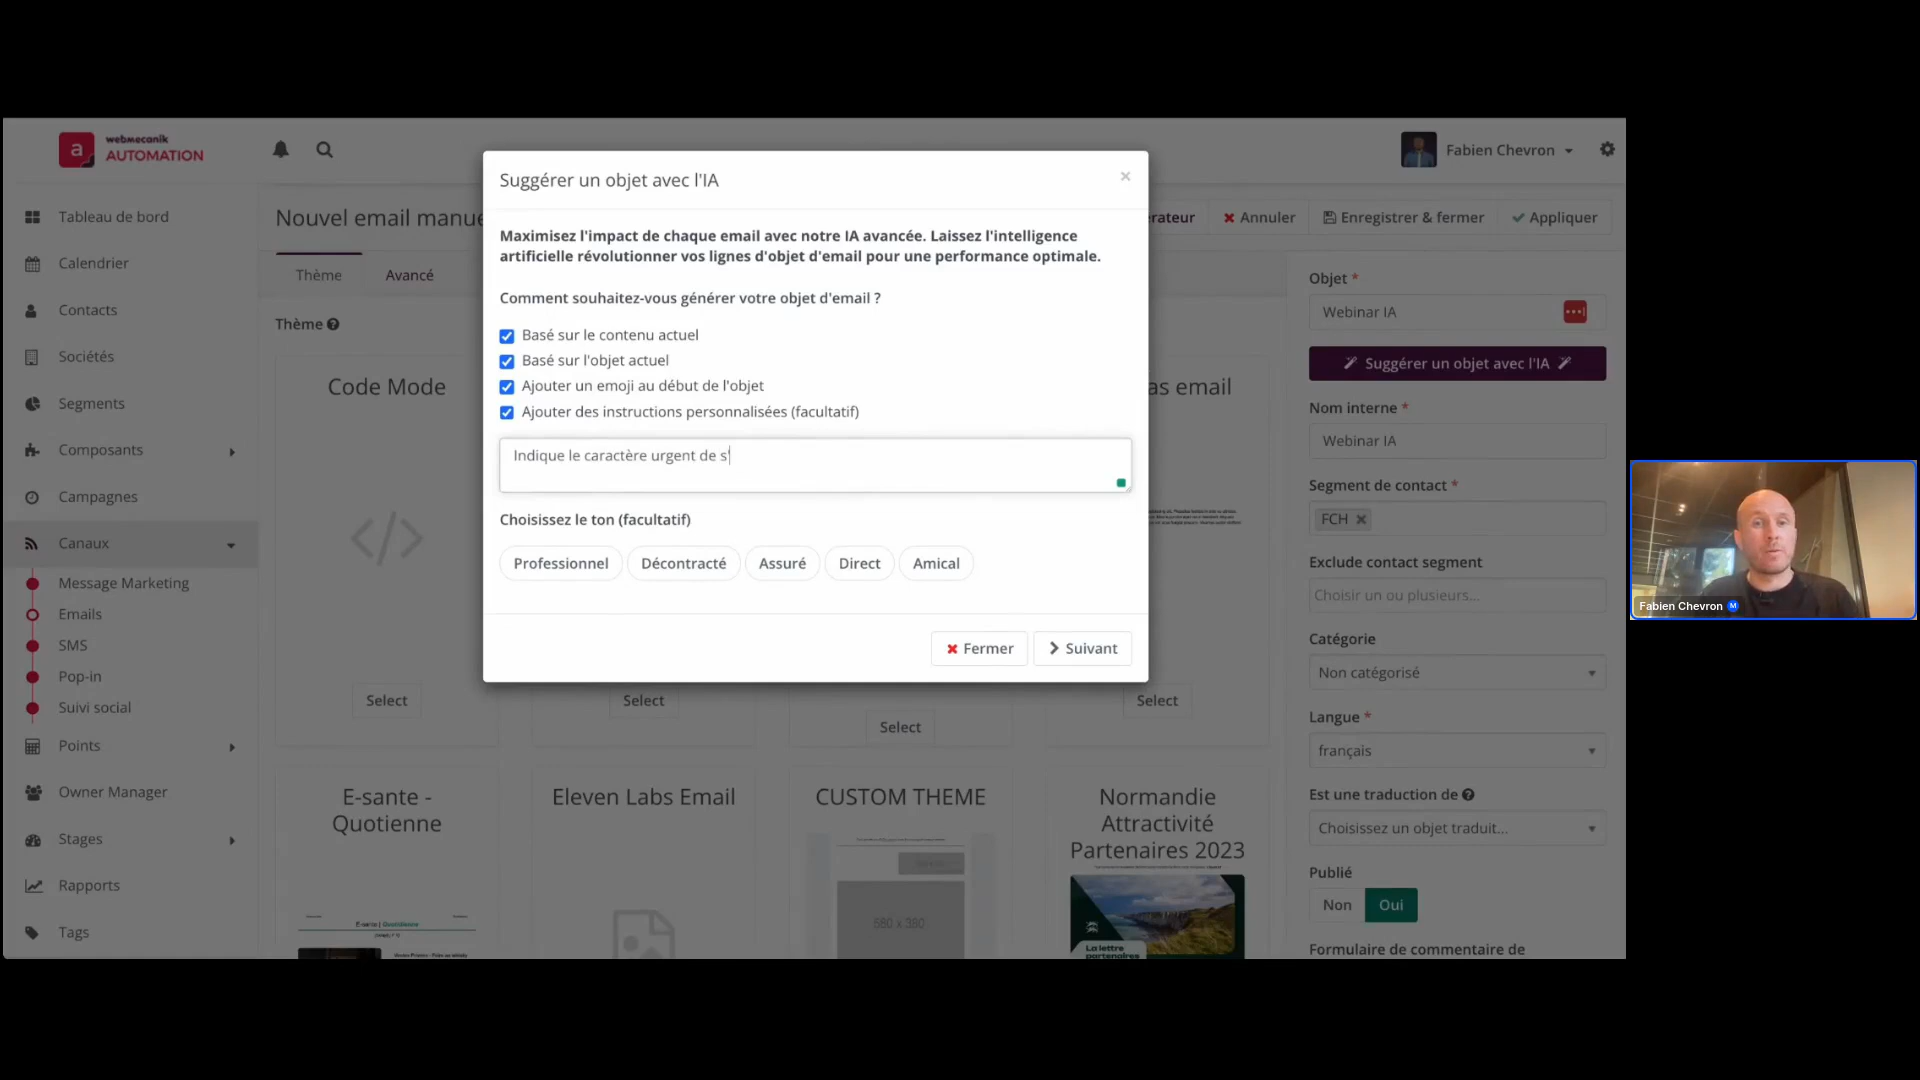 webmecanik
AUTOMATION
Fabien Chevron
Tableau de bord
Calendrier
Contacts
Sociétés
Segments
Composants
Campagnes
Canaux
Message Marketing
Emails
SMS
Pop-in
Suivi social
Points
Owner Manager
Stages
Rapports
Tags
Nouvel email manue
érateur
Annuler
Enregistrer & fermer
Appliquer
Thème
Avancé
Thème
Code Mode
as email
Select
Select
Select
Select
E-sante -
Quotienne
Eleven Labs Email
CUSTOM THEME
Normandie
Attractivité
Partenaires 2023
E-sante | Quotidienne
580 x 380
La lettre
partenaires
Suggérer un objet avec l'IA
×
Maximisez l'impact de chaque email avec notre IA avancée. Laissez l'intelligence
artificielle révolutionner vos lignes d'objet d'email pour une performance optimale.
Comment souhaitez-vous générer votre objet d'email ?
Basé sur le contenu actuel
Basé sur l'objet actuel
Ajouter un emoji au début de l'objet
Ajouter des instructions personnalisées (facultatif)
Indique le caractère urgent de s'
Choisissez le ton (facultatif)
Professionnel
Décontracté
Assuré
Direct
Amical
Fermer
Suivant
Objet *
Webinar IA
Suggérer un objet avec l'IA
Nom interne *
Webinar IA
Segment de contact *
FCH
Exclude contact segment
Choisir un ou plusieurs...
Catégorie
Non catégorisé
Langue *
français
Est une traduction de
Choisissez un objet traduit...
Publié
Non
Oui
Formulaire de commentaire de
Fabien Chevron